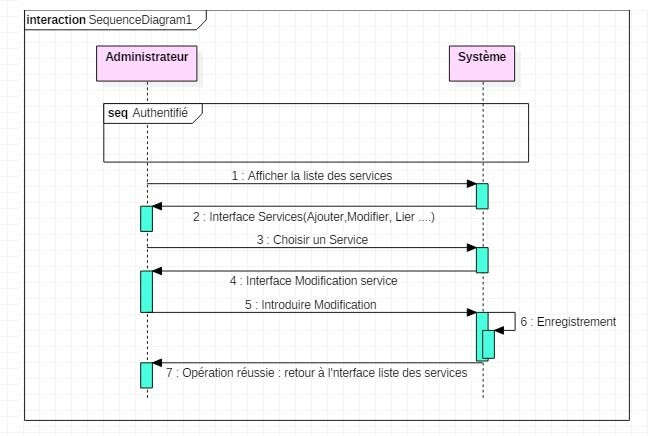 interaction SequenceDiagram1
Administrateur
Système
seq Authentifié
1 : Afficher la liste des services
2 : Interface Services(Ajouter,Modifier, Lier ....)
3 : Choisir un Service
4 : Interface Modification service
5 : Introduire Modification
6 : Enregistrement
7 : Opération réussie : retour à l'nterface liste des services